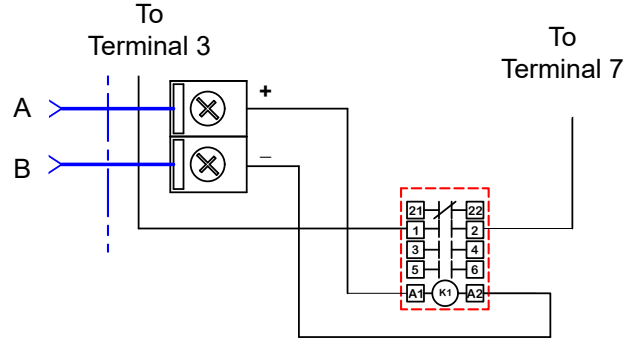 To
Terminal 3
To
Terminal 7
A
+
B
–
21 22
1 2
3 4
5 6
A1 K1 A2